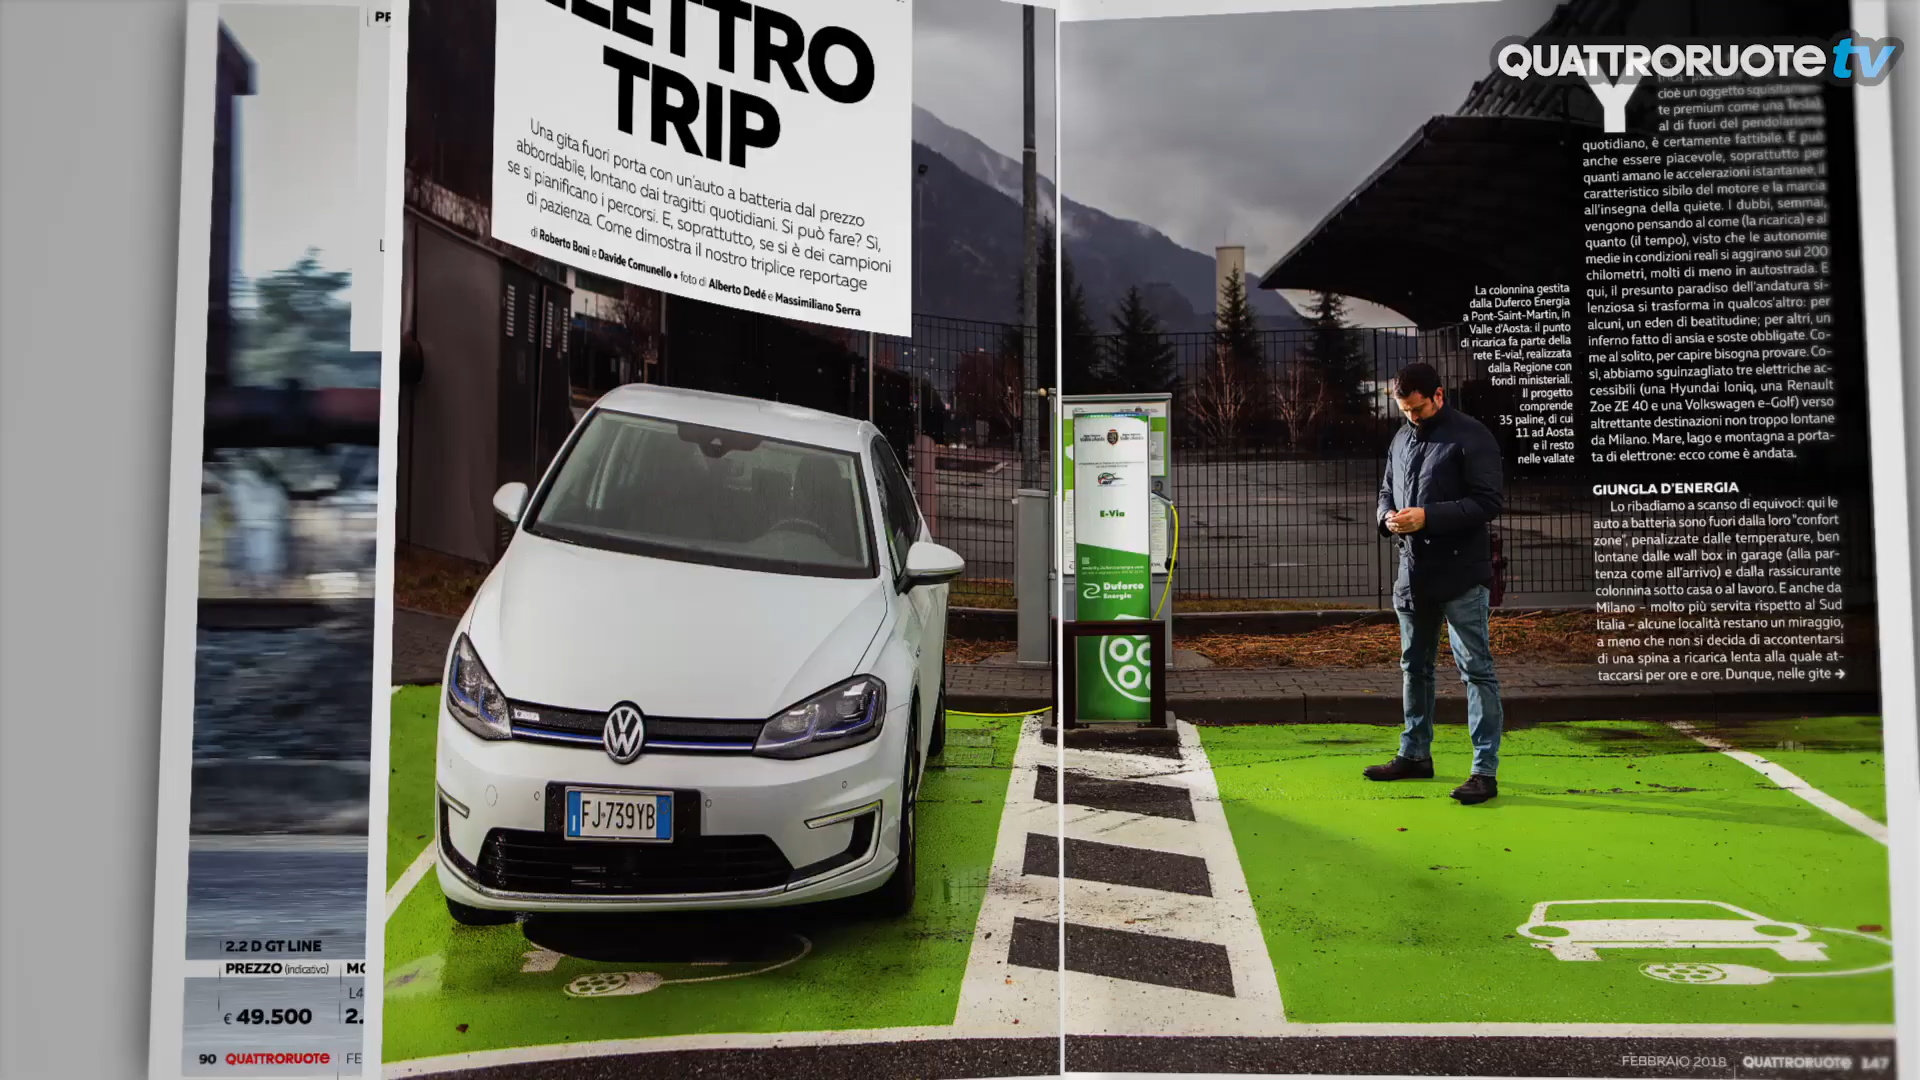 QUATTRORUOTE tv
PR
L
2.2 D GT LINE
PREZZO (indicativo)
€ 49.500
2.
L4
90 QUATTRORUOTE FE
LETTRO
TRIP
Una gita fuori porta con un'auto a batteria dal prezzo
abbordabile, lontano dai tragitti quotidiani. Si può fare? Sì,
se si pianificano i percorsi. E, soprattutto, se si è dei campioni
di pazienza. Come dimostra il nostro triplice reportage
di Roberto Boni e Davide Comunello • foto di Alberto Dedé e Massimiliano Serra
FJ 739YB
E-Via
Duferco
Energia
La colonnina gestita
dalla Duferco Energia
a Pont-Saint-Martin, in
Valle d'Aosta: il punto
di ricarica fa parte della
rete E-via!, realizzata
dalla Regione con
fondi ministeriali.
Il progetto
comprende
35 paline, di cui
11 ad Aosta
e il resto
nelle vallate
Y
cioè un oggetto squisitamen-
te premium come una Tesla),
al di fuori del pendolarismo
quotidiano, è certamente fattibile. E può
anche essere piacevole, soprattutto per
quanti amano le accelerazioni istantanee, il
caratteristico sibilo del motore e la marcia
all'insegna della quiete. I dubbi, semmai,
vengono pensando al come (la ricarica) e al
quanto (il tempo), visto che le autonomie
medie in condizioni reali si aggirano sui 200
chilometri, molti di meno in autostrada. E
qui, il presunto paradiso dell'andatura si-
lenziosa si trasforma in qualcos'altro: per
alcuni, un eden di beatitudine; per altri, un
inferno fatto di ansia e soste obbligate. Co-
me al solito, per capire bisogna provare. Co-
sì, abbiamo sguinzagliato tre elettriche ac-
cessibili (una Hyundai Ioniq, una Renault
Zoe ZE 40 e una Volkswagen e-Golf) verso
altrettante destinazioni non troppo lontane
da Milano. Mare, lago e montagna a porta-
ta di elettrone: ecco come è andata.
GIUNGLA D'ENERGIA
Lo ribadiamo a scanso di equivoci: qui le
auto a batteria sono fuori dalla loro "confort
zone", penalizzate dalle temperature, ben
lontane dalle wall box in garage (alla par-
tenza come all'arrivo) e dalla rassicurante
colonnina sotto casa o al lavoro. E anche da
Milano – molto più servita rispetto al Sud
Italia – alcune località restano un miraggio,
a meno che non si decida di accontentarsi
di una spina a ricarica lenta alla quale at-
taccarsi per ore e ore. Dunque, nelle gite →
FEBBRAIO 2018 QUATTRORUOTE 147